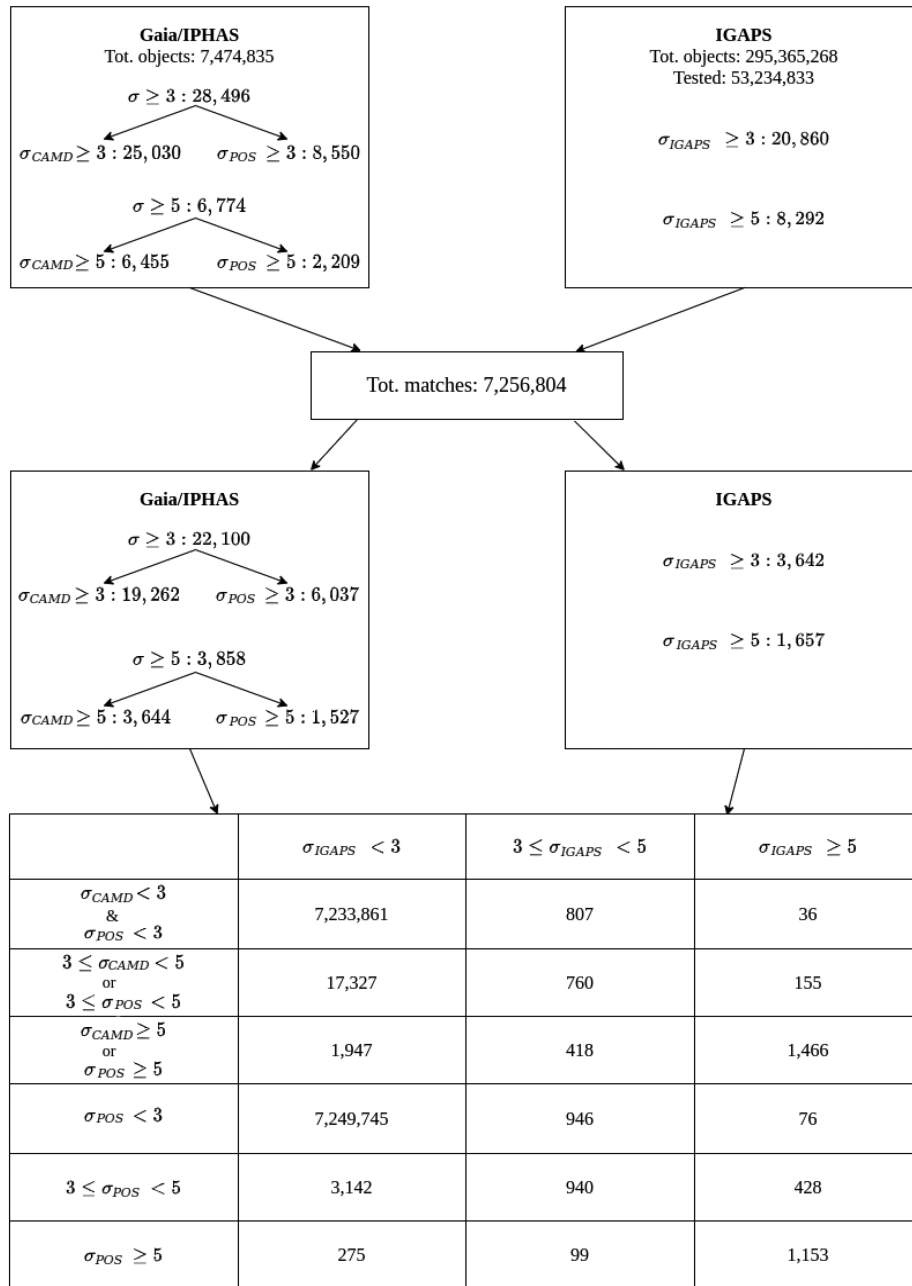 Gaia/IPHAS
Tot. objects: 7,474,835
σ ≥ 3 : 28,496
σCAMD ≥ 3 : 25,030 σPOS ≥ 3 : 8,550
σ ≥ 5 : 6,774
σCAMD ≥ 5 : 6,455 σPOS ≥ 5 : 2,209
IGAPS
Tot. objects: 295,365,268
Tested: 53,234,833
σIGAPS ≥ 3 : 20,860
σIGAPS ≥ 5 : 8,292
Tot. matches: 7,256,804
Gaia/IPHAS
σ ≥ 3 : 22,100
σCAMD ≥ 3 : 19,262 σPOS ≥ 3 : 6,037
σ ≥ 5 : 3,858
σCAMD ≥ 5 : 3,644 σPOS ≥ 5 : 1,527
IGAPS
σIGAPS ≥ 3 : 3,642
σIGAPS ≥ 5 : 1,657
σIGAPS < 3 3 ≤ σIGAPS < 5 σIGAPS ≥ 5
σCAMD < 3
&
σPOS < 3
7,233,861 807 36
3 ≤ σCAMD < 5
or
3 ≤ σPOS < 5
17,327 760 155
σCAMD ≥ 5
or
σPOS ≥ 5
1,947 418 1,466
σPOS < 3 7,249,745 946 76
3 ≤ σPOS < 5 3,142 940 428
σPOS ≥ 5 275 99 1,153